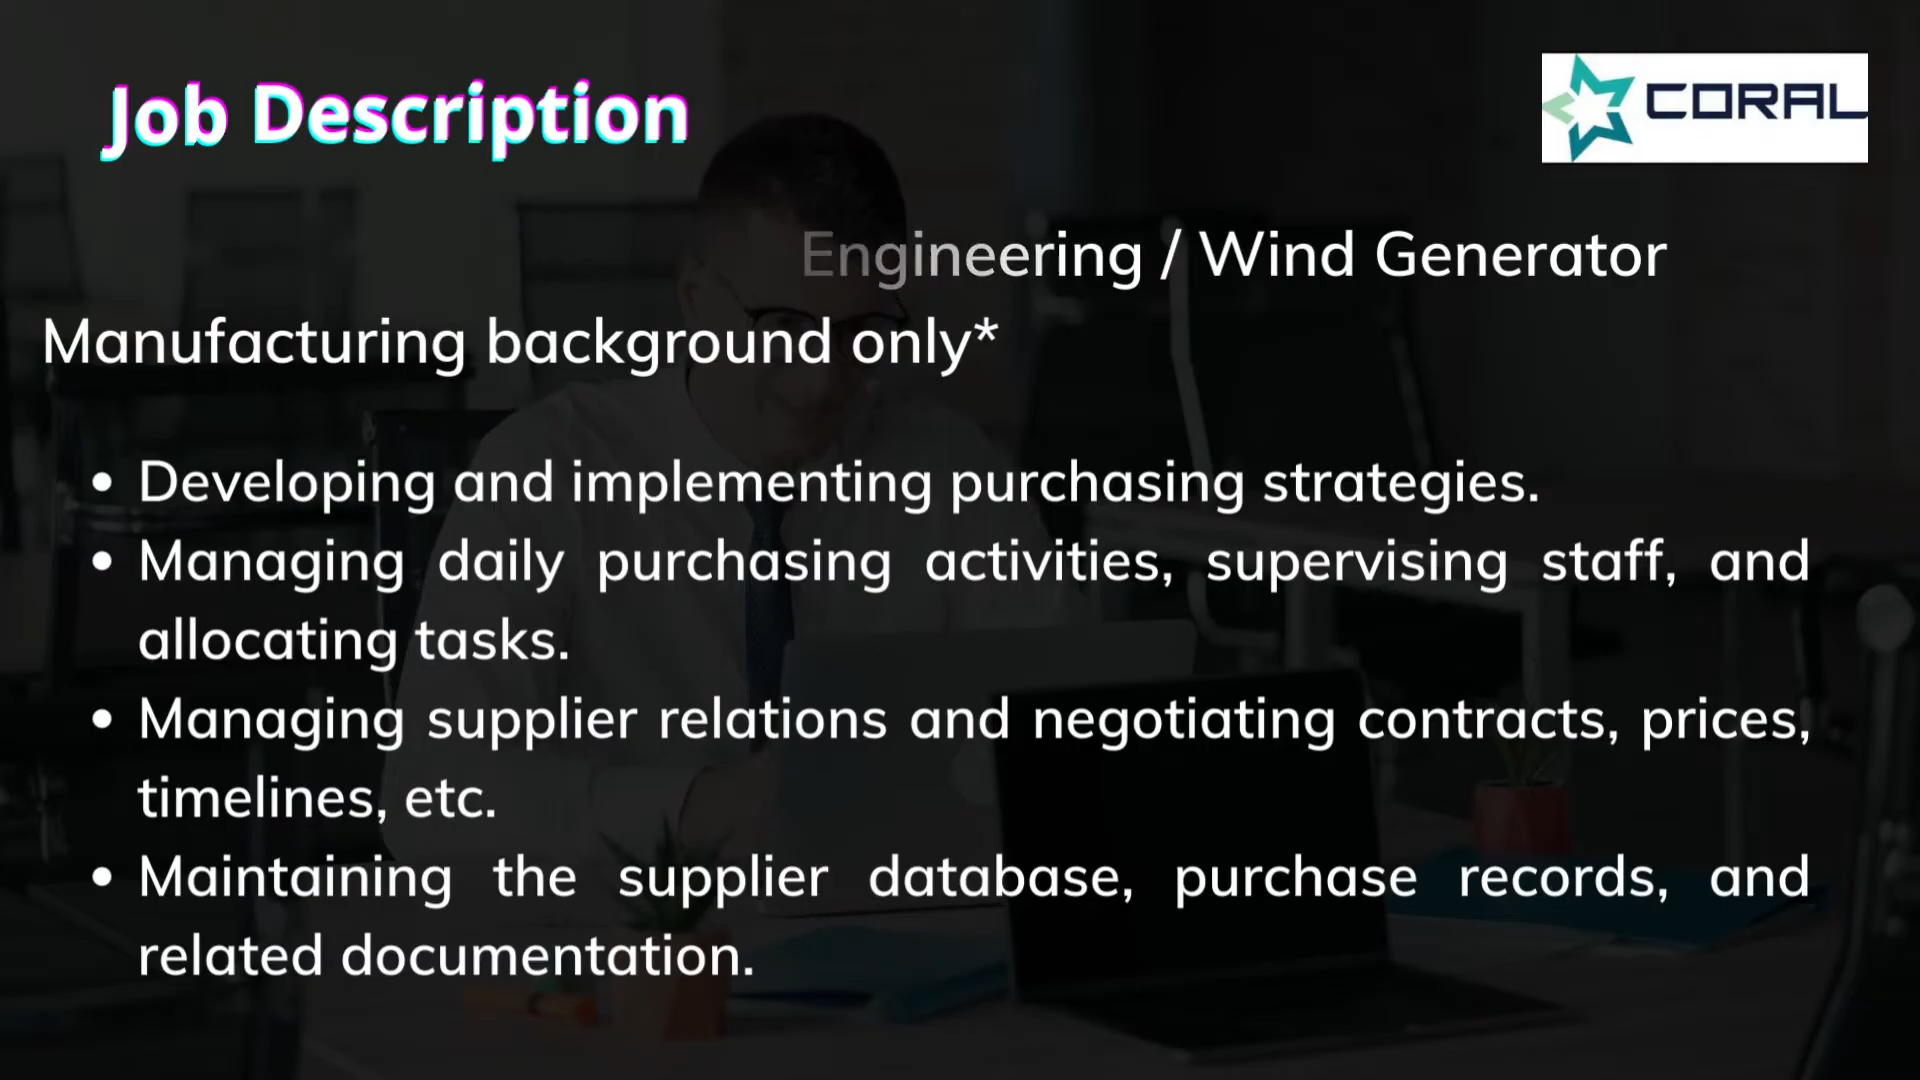 Job Description
CORAL
Engineering / Wind Generator
Manufacturing background only*
• Developing and implementing purchasing strategies.
• Managing daily purchasing activities, supervising staff, and
allocating tasks.
• Managing supplier relations and negotiating contracts, prices,
timelines, etc.
• Maintaining the supplier database, purchase records, and
related documentation.